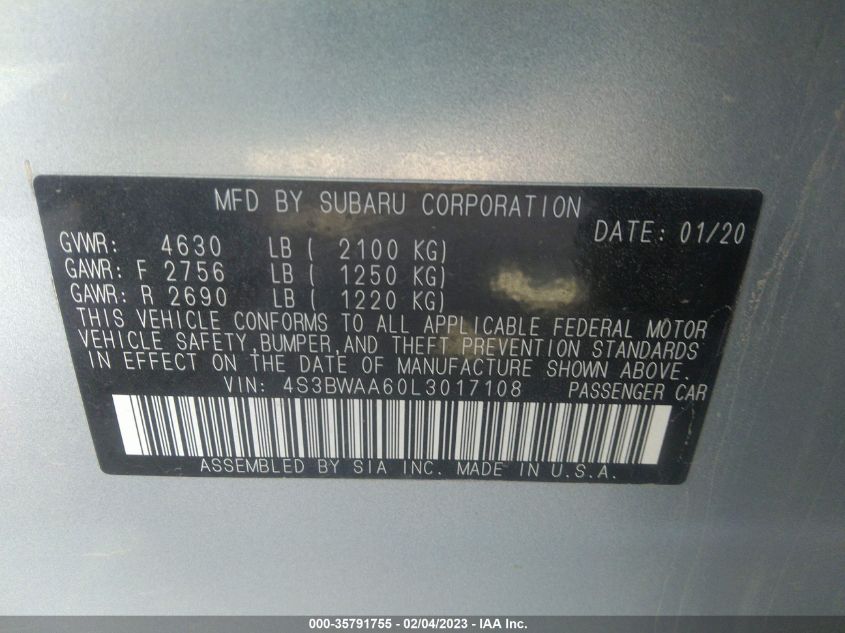 MFD BY SUBARU CORPORATION
DATE: 01/20
GVWR: 4630 LB ( 2100 KG)
GAWR: F 2756 LB ( 1250 KG)
GAWR: R 2690 LB ( 1220 KG)
THIS VEHICLE CONFORMS TO ALL APPLICABLE FEDERAL MOTOR
VEHICLE SAFETY,BUMPER,AND THEFT PREVENTION STANDARDS
IN EFFECT ON THE DATE OF MANUFACTURE SHOWN ABOVE.
VIN: 4S3BWAA60L3017108 PASSENGER CAR
ASSEMBLED BY SIA INC. MADE IN U.S.A.
000-35791755 - 02/04/2023 - IAA Inc.